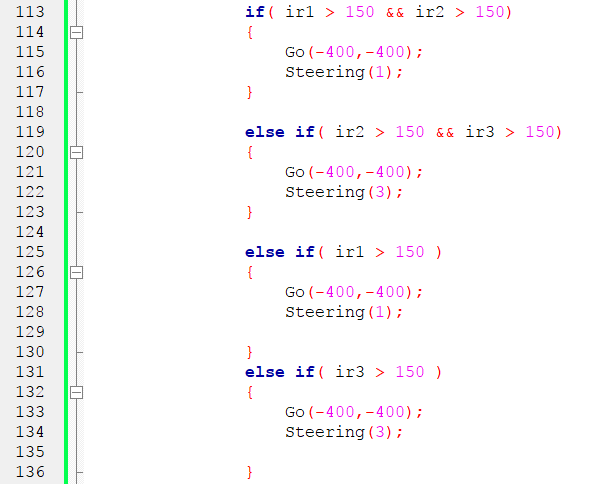 113 if( ir1 > 150 && ir2 > 150)
114 {
115 Go(-400,-400);
116 Steering(1);
117 }
118
119 else if( ir2 > 150 && ir3 > 150)
120 {
121 Go(-400,-400);
122 Steering(3);
123 }
124
125 else if( ir1 > 150 )
126 {
127 Go(-400,-400);
128 Steering(1);
129
130 }
131 else if( ir3 > 150 )
132 {
133 Go(-400,-400);
134 Steering(3);
135
136 }